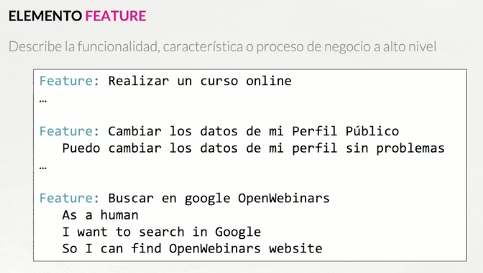 ELEMENTO FEATURE
Describe la funcionalidad, característica o proceso de negocio a alto nivel
Feature: Realizar un curso online
…
Feature: Cambiar los datos de mi Perfil Público
Puedo cambiar los datos de mi perfil sin problemas
…
Feature: Buscar en google OpenWebinars
As a human
I want to search in Google
So I can find OpenWebinars website